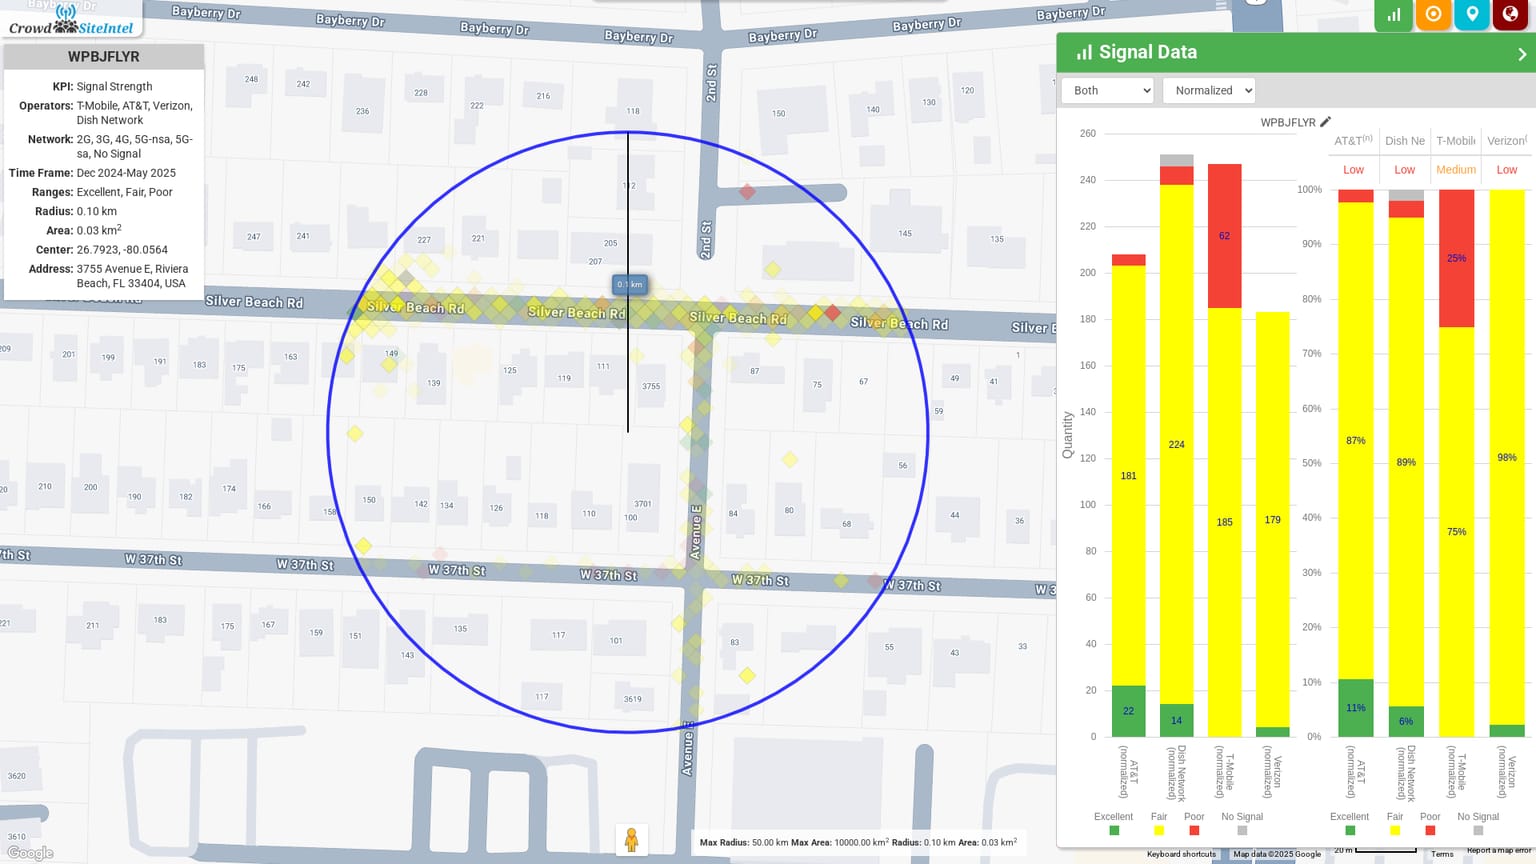 CrowdSiteIntel
WPBJFLYR
KPI: Signal Strength
Operators: T-Mobile, AT&T, Verizon,
Dish Network
Network: 2G, 3G, 4G, 5G-nsa, 5G-
sa, No Signal
Time Frame: Dec 2024-May 2025
Ranges: Excellent, Fair, Poor
Radius: 0.10 km
Area: 0.03 km²
Center: 26.7923, -80.0564
Address: 3755 Avenue E, Riviera
Beach, FL 33404, USA
Bayberry Dr Bayberry Dr Bayberry Dr Bayberry Dr Bayberry Dr Bayberry Dr Bayberry Dr
2nd St
248 242 236 228 222 216 118 150 140 130 120
112
2nd St
247 241 227 221 205 207 145 135
0.1 km
Silver Beach Rd Silver Beach Rd Silver Beach Rd Silver Beach Rd Silver Beach Rd
209 201 199 191 183 175 163 149 139 125 119 111 3755 87 75 67 49 41 59 1
210 200 190 182 174 166 158 150 142 134 126 118 110 3701 100 84 80 68 56 44 36
Avenue E
7th St W 37th St W 37th St W 37th St W 37th St W 37th St W 37th St
221 211 183 175 167 159 151 143 135 117 101 83 55 43 33
117 3619
Avenue E
3620
3610
Google
Max Radius: 50.00 km Max Area: 10000.00 km² Radius: 0.10 km Area: 0.03 km²
Keyboard shortcuts Map data ©2025 Google 20 m Terms Report a map error
Signal Data
Both Normalized
WPBJFLYR
Quantity
260
240
220
200
180
160
140
120
100
80
60
40
20
0
181 22
224 14
62 185
179
AT&T (normalized)
Dish Network (normalized)
T-Mobile (normalized)
Verizon (normalized)
Excellent Fair Poor No Signal
AT&T(n) Dish Ne T-Mobile Verizon(
Low Low Medium Low
100%
90%
80%
70%
60%
50%
40%
30%
20%
10%
0%
87% 11%
89% 6%
25% 75%
98%
AT&T (normalized)
Dish Network (normalized)
T-Mobile (normalized)
Verizon (normalized)
Excellent Fair Poor No Signal